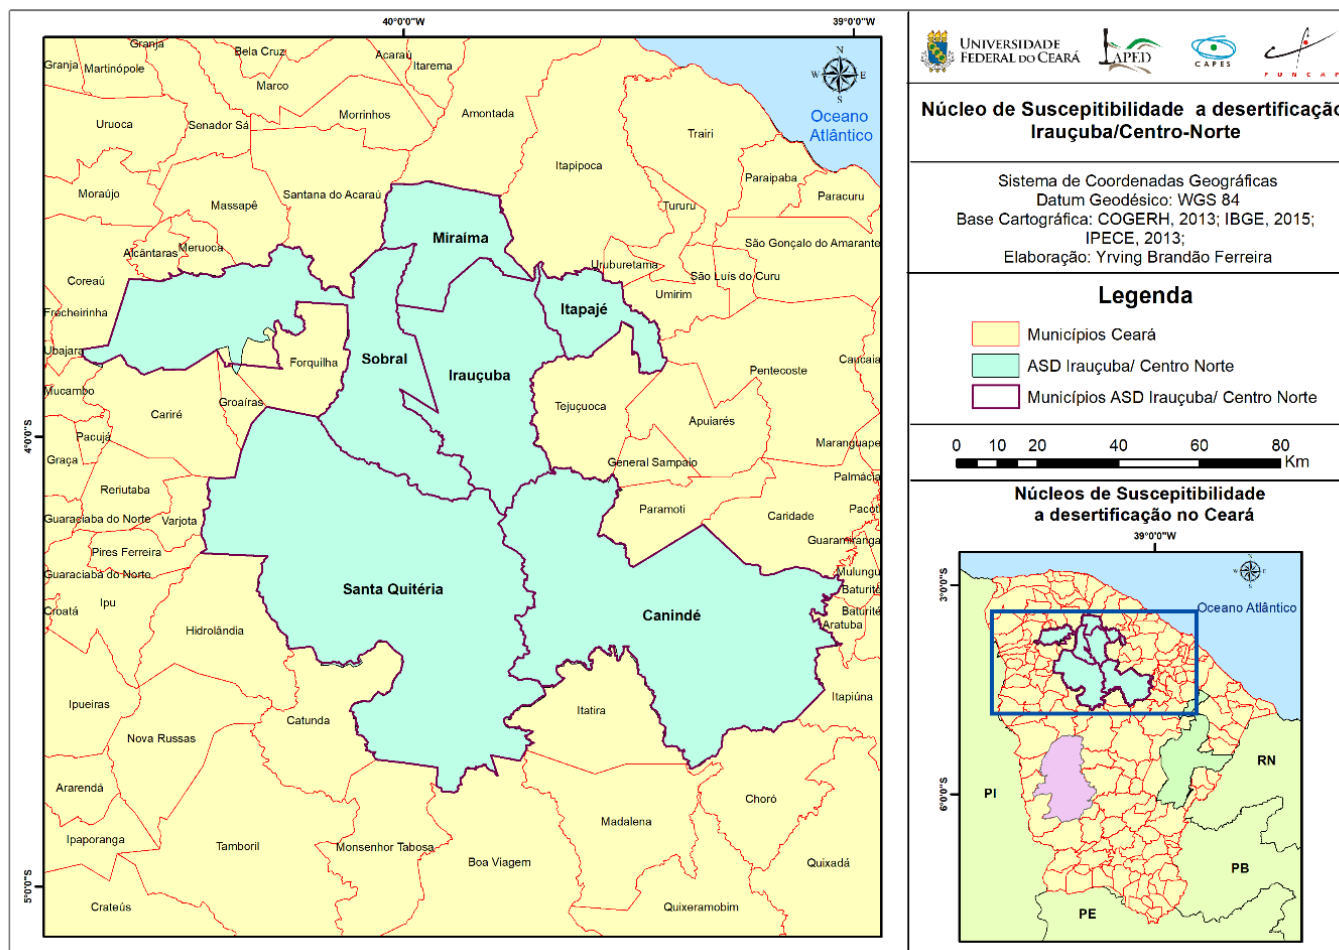 40°0'0"W
39°0'0"W
Granja
Bela Cruz
Acaraú
Itarema
Granja
Martinópole
Marco
N
W
E
S
Morrinhos
Amontada
Oceano
Atlântico
Uruoca
Senador Sá
Trairi
Itapipoca
Paraipaba
Moraújo
Santana do Acaraú
Paracuru
Massapê
Tururu
Miraíma
São Gonçalo do Amarante
Alcântaras
Meruoca
Uruburetama
São Luís do Curu
Coreaú
Umirim
Frecheirinha
Itapajé
Ubajara
Forquilha
Sobral
Caucaia
Irauçuba
Pentecoste
Mucambo
Groaíras
Tejuçuoca
Cariré
Apuiarés
Pacujá
4°0'0"S
Maranguape
Graça
General Sampaio
Palmácia
Reriutaba
Paramoti
Pacoti
Guaraciaba do Norte
Varjota
Caridade
Guaramiranga
Pires Ferreira
Guaraciaba do Norte
Mulungu
Santa Quitéria
Baturité
Croatá
Ipu
Canindé
Baturité
Aratuba
Hidrolândia
Itapiúna
Ipueiras
Itatira
Catunda
Nova Russas
Ararendá
Choró
Madalena
Ipaporanga
Tamboril
Monsenhor Tabosa
Boa Viagem
Quixadá
5°0'0"S
Crateús
Quixeramobim
UNIVERSIDADE
FEDERAL DO CEARÁ
LAPED
CAPES
FUNCAP
Núcleo de Suscepitibilidade a desertificação
Irauçuba/Centro-Norte
Sistema de Coordenadas Geográficas
Datum Geodésico: WGS 84
Base Cartográfica: COGERH, 2013; IBGE, 2015;
IPECE, 2013;
Elaboração: Yrving Brandão Ferreira
Legenda
Municípios Ceará
ASD Irauçuba/ Centro Norte
Municípios ASD Irauçuba/ Centro Norte
0 10 20 40 60 80
Km
Núcleos de Suscepitibilidade
a desertificação no Ceará
39°0'0"W
3°0'0"S
N
W
E
S
Oceano Atlântico
RN
PI
6°0'0"S
PB
PE